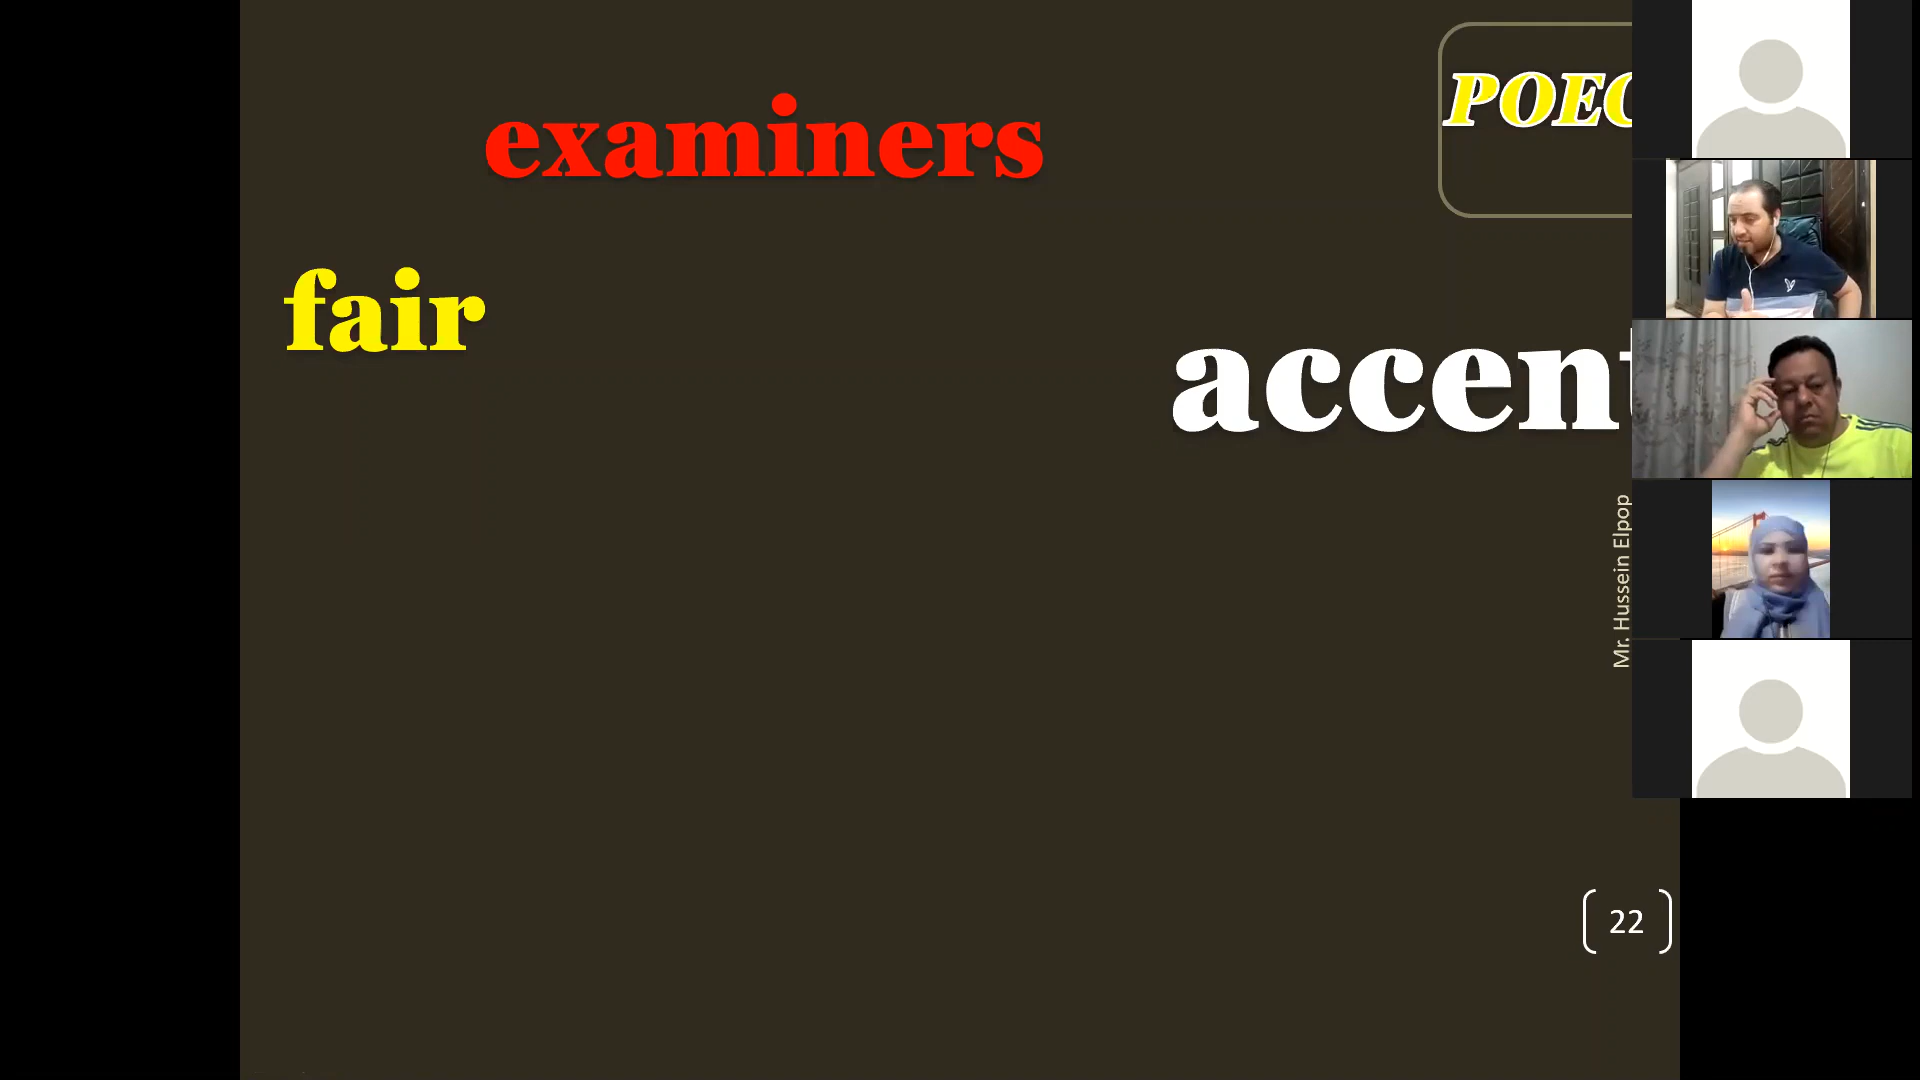 examiners
POEC
fair
accent
Mr. Hussein Elpop
22